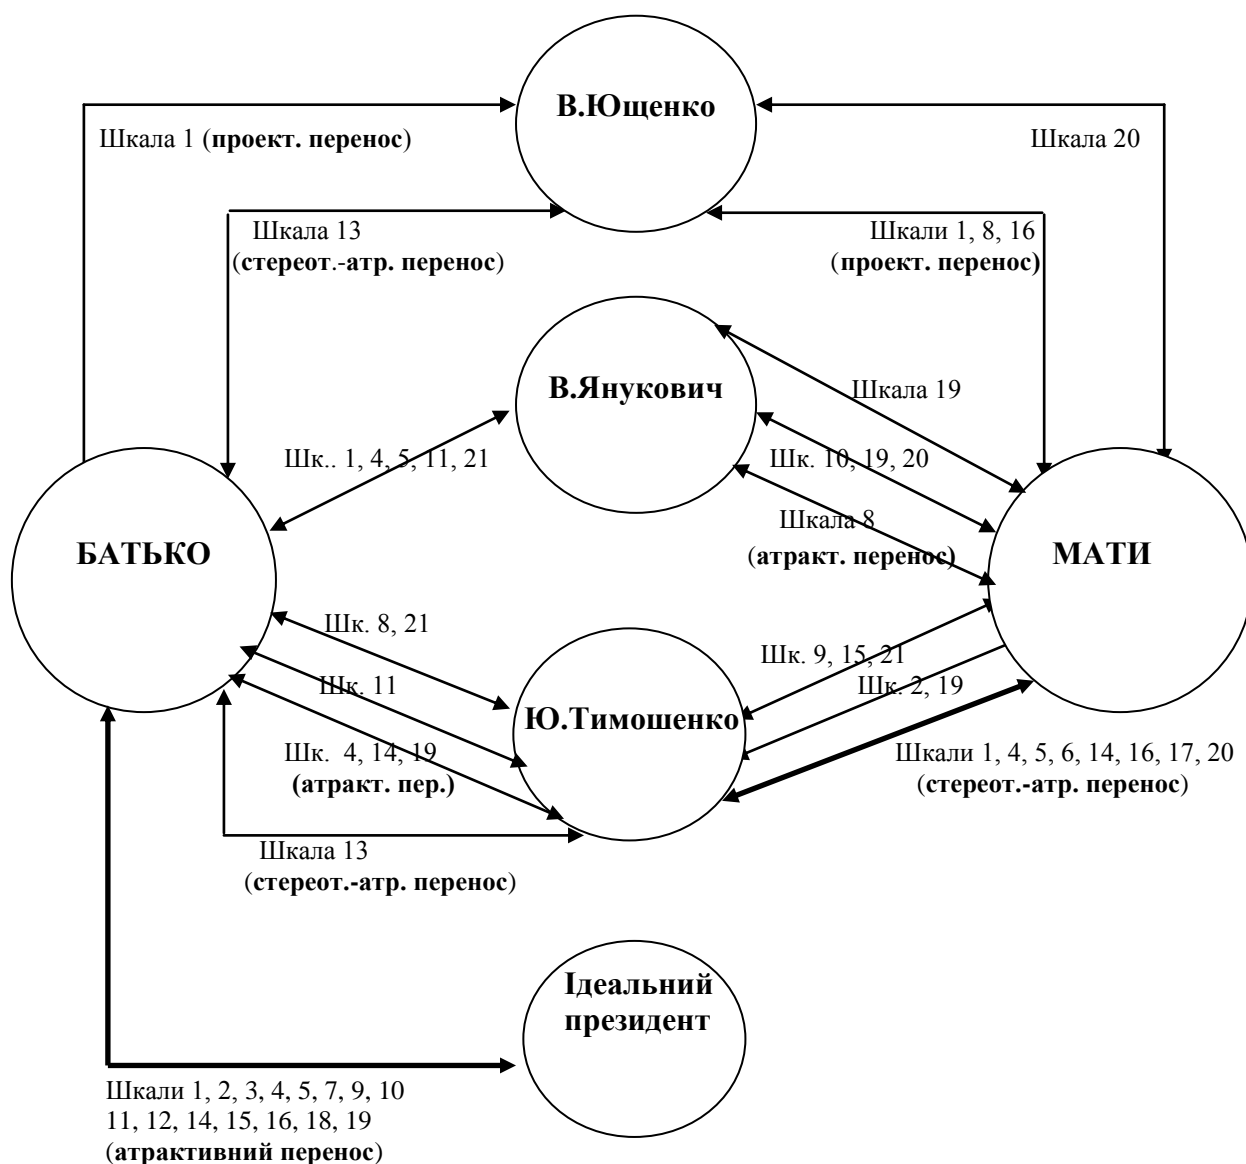 В.Ющенко
Шкала 1 (проект. перенос)
Шкала 20
Шкала 13
(стереот.-атр. перенос)
Шкали 1, 8, 16
(проект. перенос)
В.Янукович
Шкала 19
Шк.. 1, 4, 5, 11, 21
Шк. 10, 19, 20
Шкала 8
(атракт. перенос)
БАТЬКО
МАТИ
Шк. 8, 21
Шк. 9, 15, 21
Шк. 11
Шк. 2, 19
Ю.Тимошенко
Шк.  4, 14, 19
(атракт. пер.)
Шкали 1, 4, 5, 6, 14, 16, 17, 20
(стереот.-атр. перенос)
Шкала 13
(стереот.-атр. перенос)
Ідеальний
президент
Шкали 1, 2, 3, 4, 5, 7, 9, 10
11, 12, 14, 15, 16, 18, 19
(атрактивний перенос)